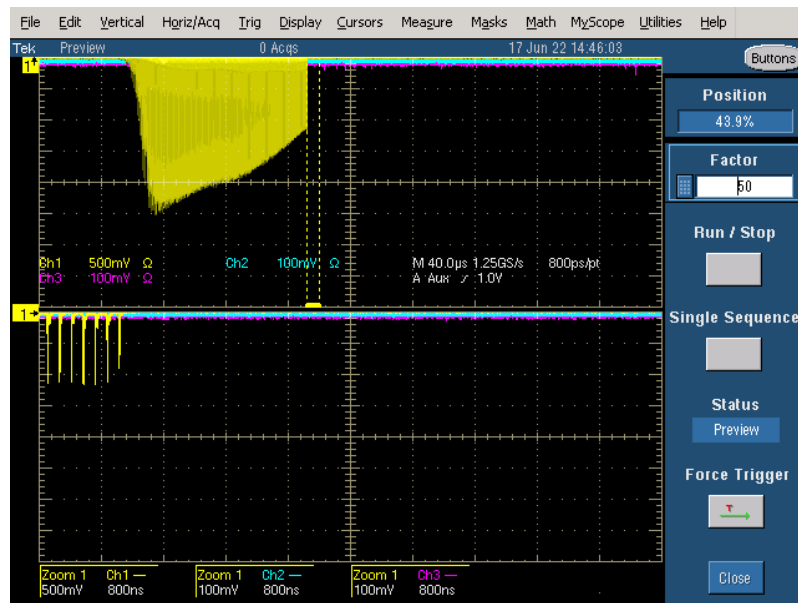 File Edit Vertical Horiz/Acq Trig Display Cursors Measure Masks Math MyScope Utilities Help
Tek Preview 0 Acqs 17 Jun 22 14:46:03
Buttons
1
Position
43.9%
Factor
50
Run / Stop
Ch1 500mV Ω Ch2 100mV Ω M 40.0µs 1.25GS/s 800ps/pt
Ch3 100mV Ω A Aux / 1.0V
1
Single Sequence
Status
Preview
Force Trigger
T
Close
Zoom 1 Ch1 Zoom 1 Ch2 Zoom 1 Ch3
500mV 800ns 100mV 800ns 100mV 800ns